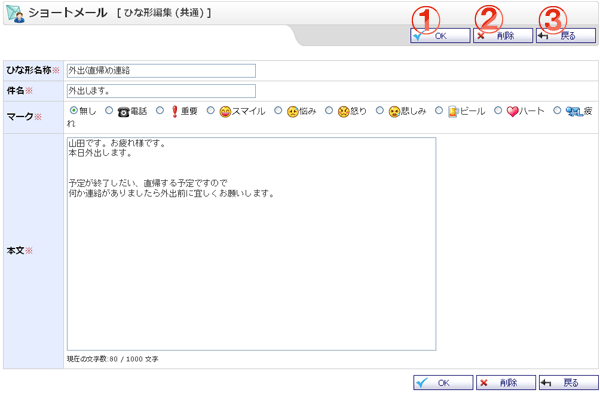 ショートメール [ ひな形編集 (共通) ]
① ② ③
OK 削除 戻る
ひな形名称※ 外出(直帰)の連絡
件名※ 外出します。
マーク※ 無し 電話 重要 スマイル 悩み 怒り 悲しみ ビール ハート 疲
れ
山田です。お疲れ様です。
本日外出します。
予定が終了しだい、直帰する予定ですので
何か連絡がありましたら外出前に宜しくお願いします。
本文※
現在の文字数:80 / 1000 文字
OK 削除 戻る